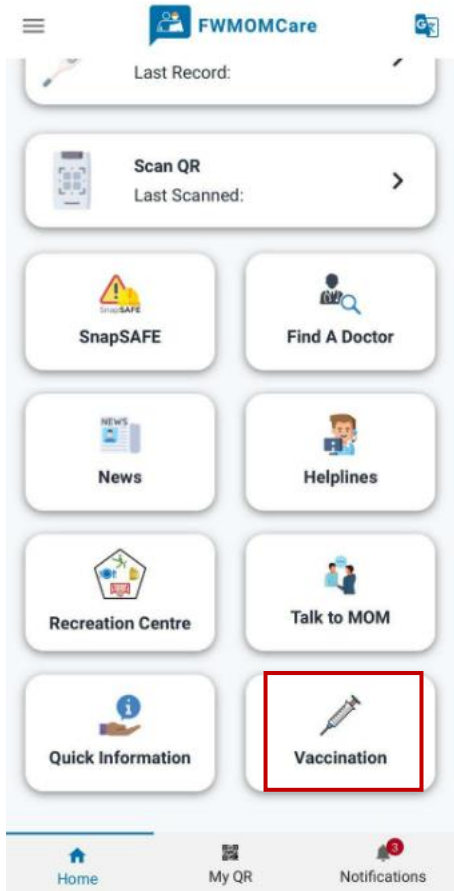 FWMOMCare
Last Record:
Scan QR
Last Scanned:
SnapSAFE
SnapSAFE
Find A Doctor
NEWS
News
Helplines
Recreation Centre
Talk to MOM
Quick Information
Vaccination
3
Home
My QR
Notifications